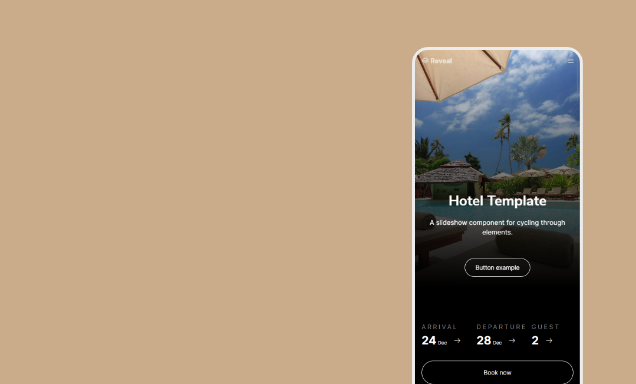 Reveal
Hotel Template
A slideshow component for cycling through
elements.
Button example
ARRIVAL DEPARTURE GUEST
24 Dec → 28 Dec → 2 →
Book now